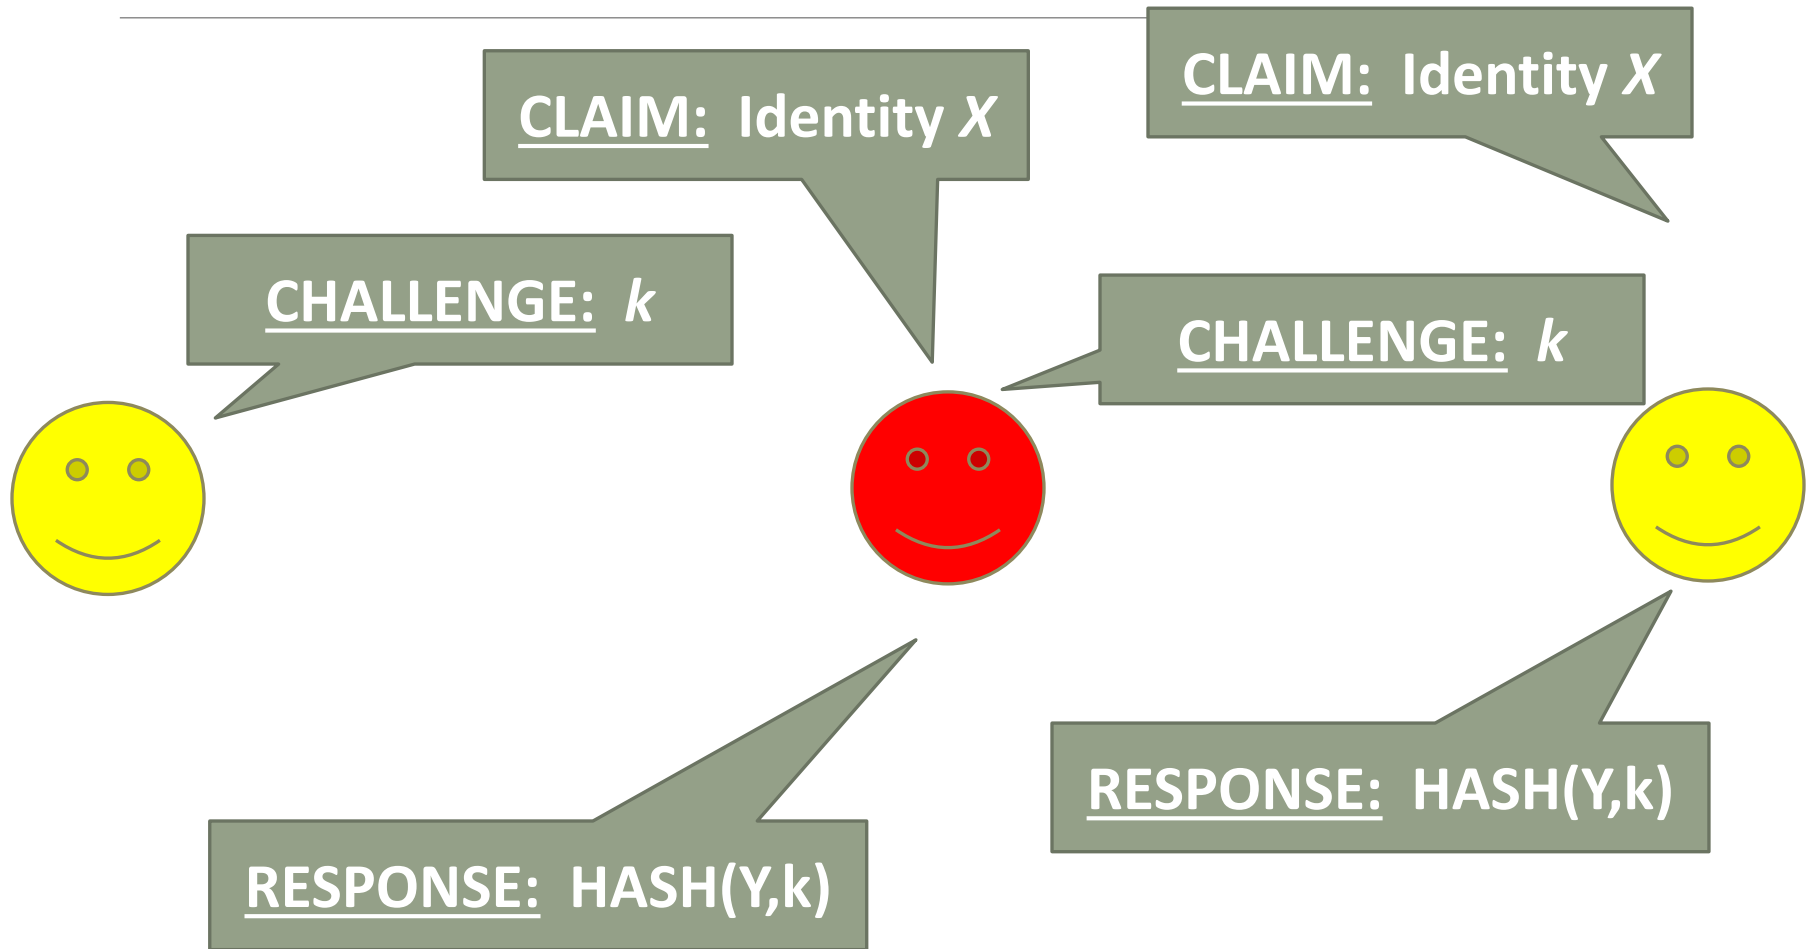 CLAIM: Identity X
CLAIM: Identity X
CHALLENGE: k
CHALLENGE: k
RESPONSE: HASH(Y,k)
RESPONSE: HASH(Y,k)